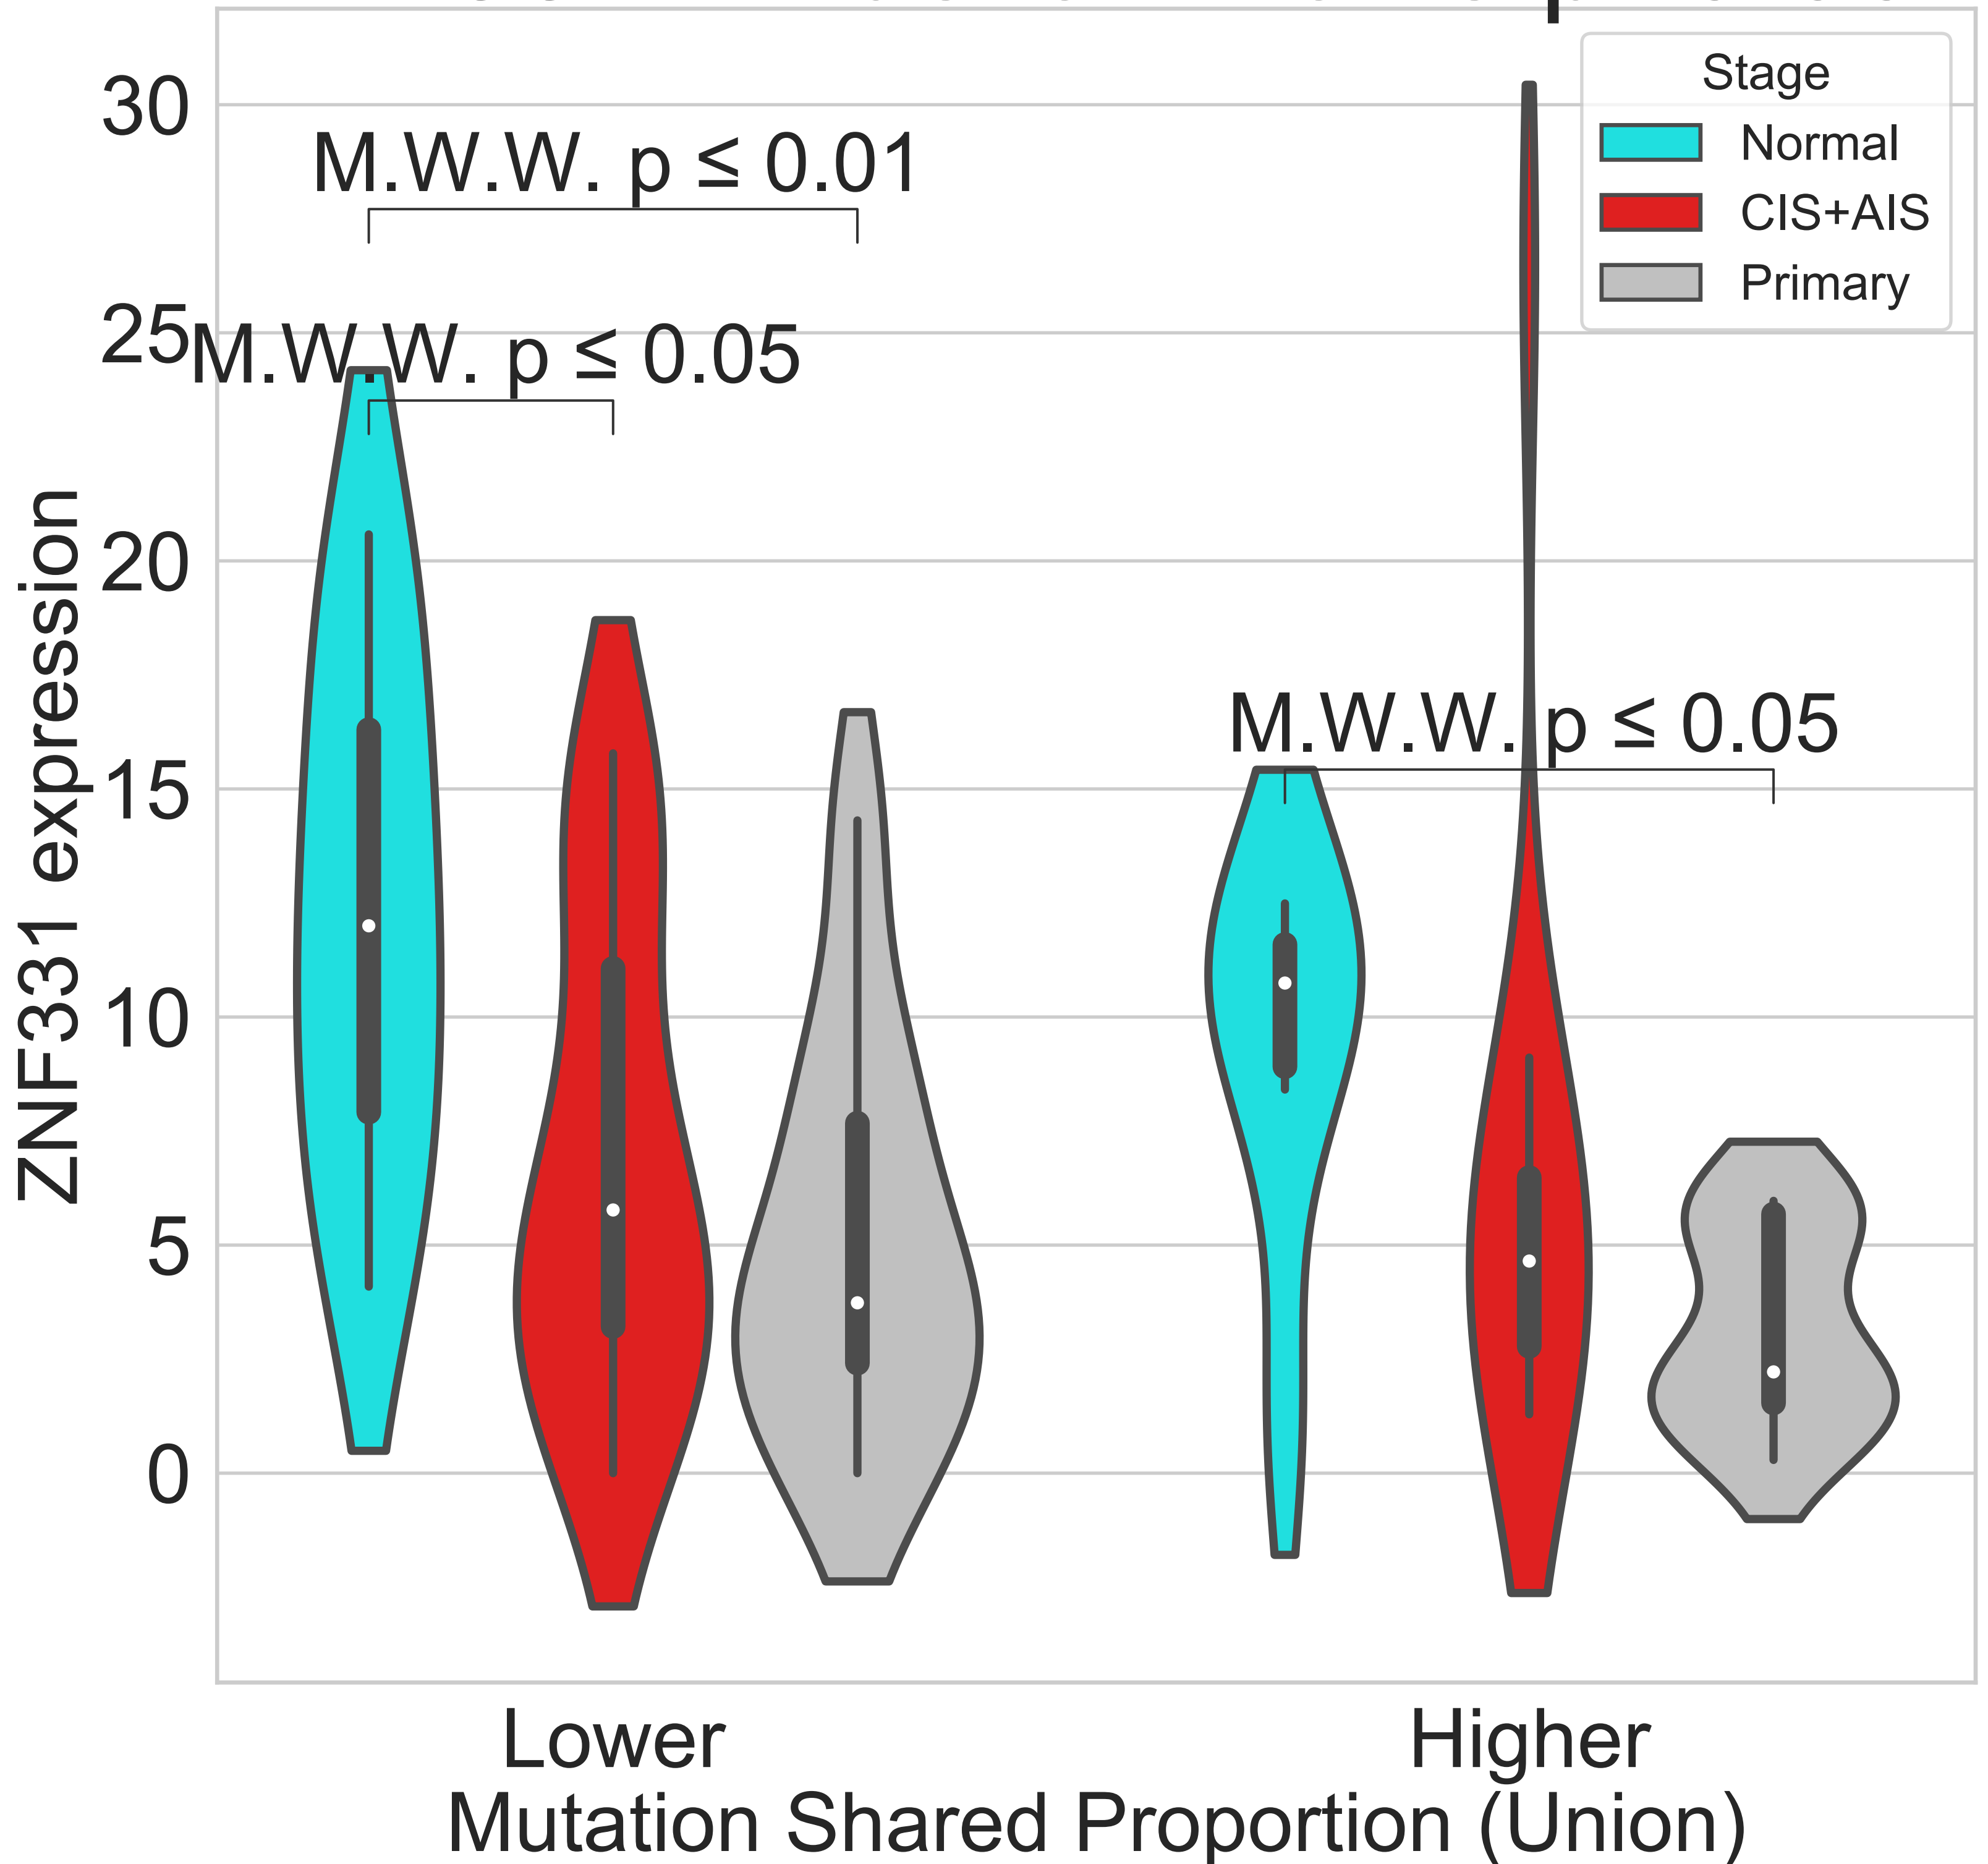 Stage
Normal
CIS+AIS
Primary
M.W.W. p ≤ 0.01
M.W.W. p ≤ 0.05
M.W.W. p ≤ 0.05
ZNF331 expression
30
25
20
15
10
5
0
Lower
Higher
Mutation Shared Proportion (Union)